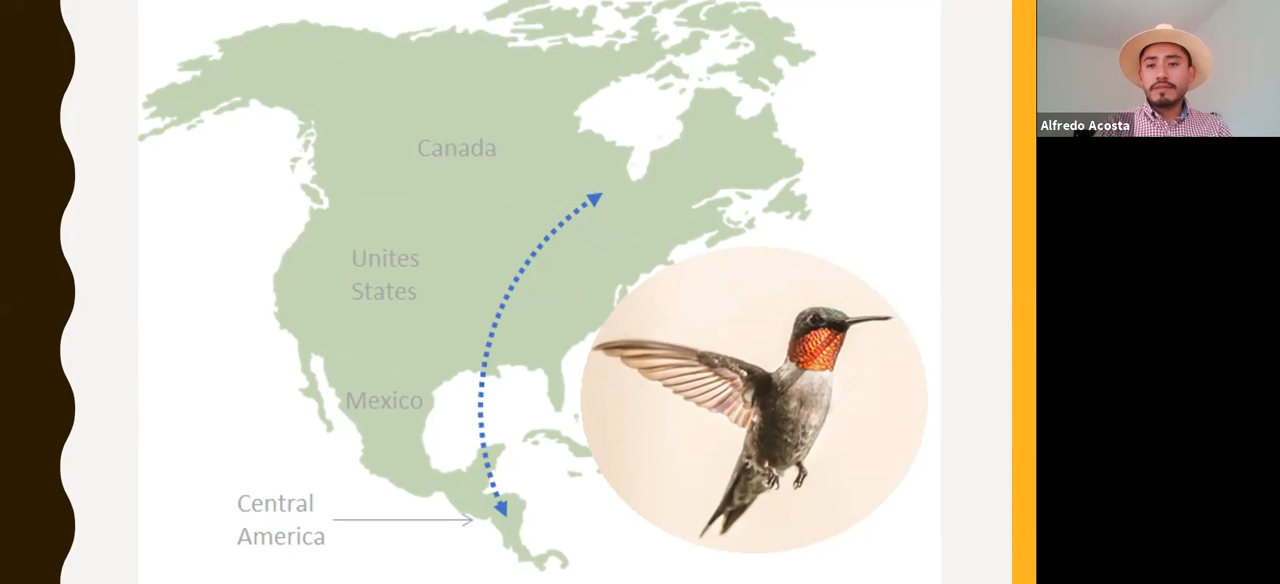 Canada
Unites
States
Mexico
Central
America
Alfredo Acosta